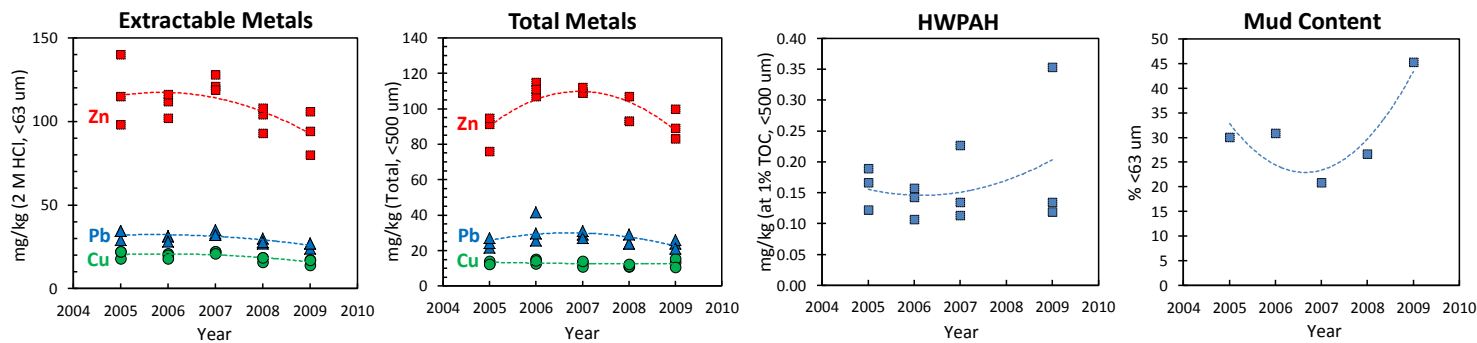 Extractable Metals
mg/kg (2 M HCl, <63 um)
150
100
50
0
Zn
Pb
Cu
2004 2005 2006 2007 2008 2009 2010
Year
Total Metals
mg/kg (Total, <500 um)
140
120
100
80
60
40
20
0
Zn
Pb
Cu
2004 2005 2006 2007 2008 2009 2010
Year
HWPAH
mg/kg (at 1% TOC, <500 um)
0.40
0.35
0.30
0.25
0.20
0.15
0.10
0.05
0.00
2004 2005 2006 2007 2008 2009 2010
Year
Mud Content
% <63 um
50
45
40
35
30
25
20
15
10
5
0
2004 2005 2006 2007 2008 2009 2010
Year